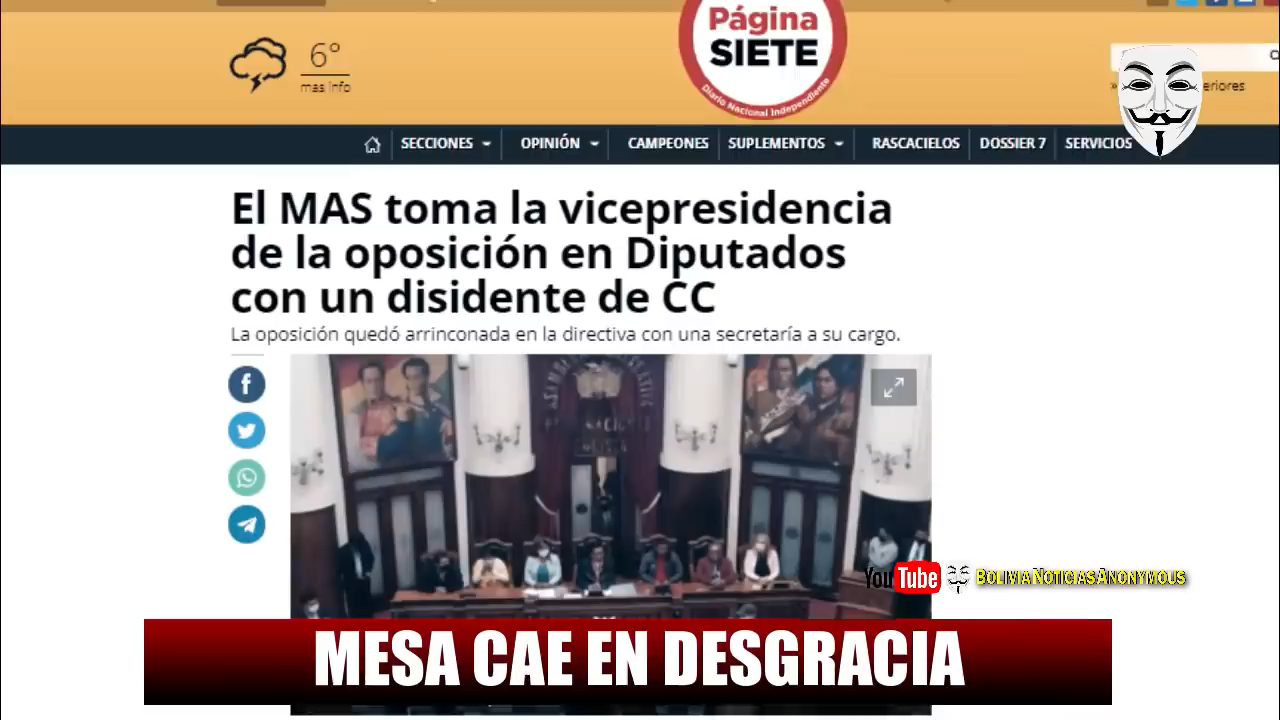 Página
SIETE
Diario Nacional Independiente
6°
mas info
eriores
SECCIONES
OPINIÓN
CAMPEONES
SUPLEMENTOS
RASCACIELOS
DOSSIER 7
SERVICIOS
El MAS toma la vicepresidencia
de la oposición en Diputados
con un disidente de CC
La oposición quedó arrinconada en la directiva con una secretaría a su cargo.
YouTube BOLIVIANOTICIASANONYMOUS
MESA CAE EN DESGRACIA